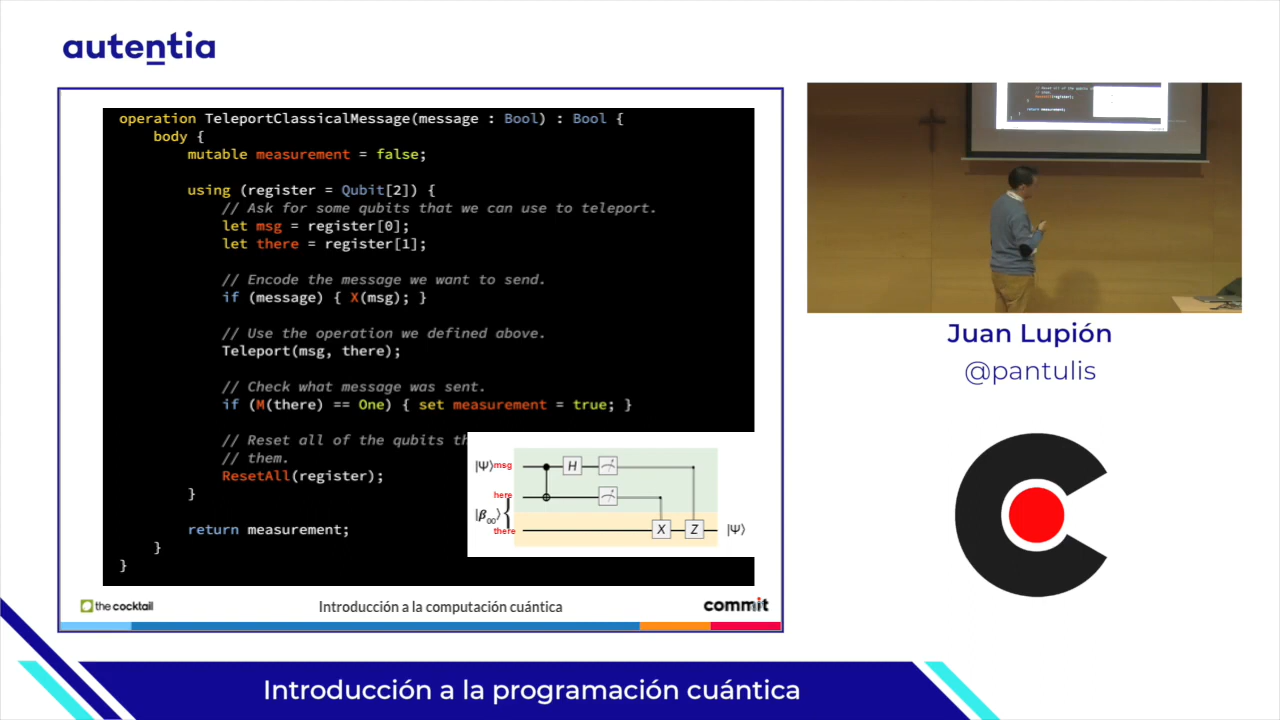 autentia
operation TeleportClassicalMessage(message : Bool) : Bool {
body {
mutable measurement = false;
using (register = Qubit[2]) {
// Ask for some qubits that we can use to teleport.
let msg = register[0];
let there = register[1];
// Encode the message we want to send.
if (message) { X(msg); }
// Use the operation we defined above.
Teleport(msg, there);
// Check what message was sent.
if (M(there) == One) { set measurement = true; }
// Reset all of the qubits
// them.
ResetAll(register);
}
return measurement;
}
}
|Ψ⟩ msg
H
here
|β00⟩
there
X Z |Ψ⟩
the cocktail
Introducción a la computación cuántica
commit
Juan Lupión
@pantulis
Introducción a la programación cuántica